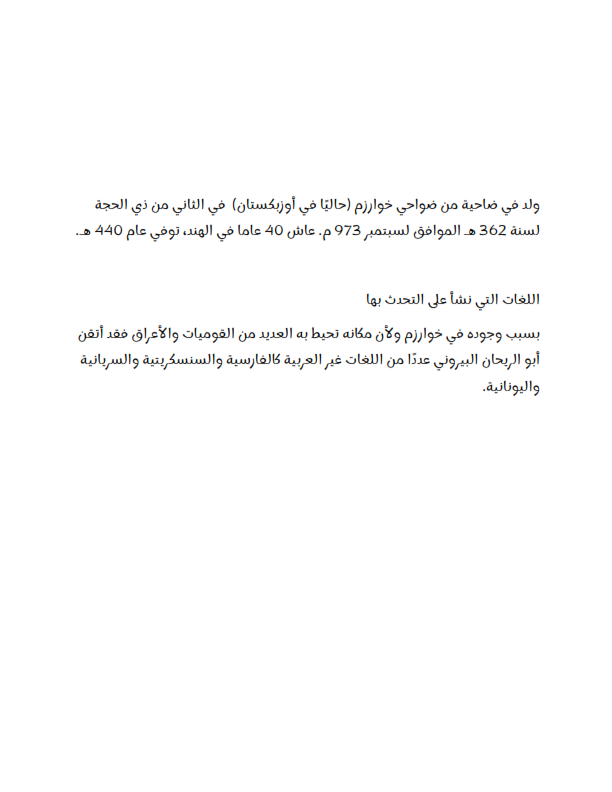 ولد في ضاحية من ضواحي خوارزم (حاليًا في أوزبكستان) في الثاني من ذي الحجة
لسنة 362 هـ الموافق لسبتمبر 973 م. عاش 40 عاما في الهند، توفي عام 440 هـ.
اللغات التي نشأ على التحدث بها
بسبب وجوده في خوارزم ولأن مكانه تحيط به العديد من القوميات والأعراق فقد أتقن
أبو الريحان البيروني عددًا من اللغات غير العربية كالفارسية والسنسكريتية والسريانية
واليونانية.